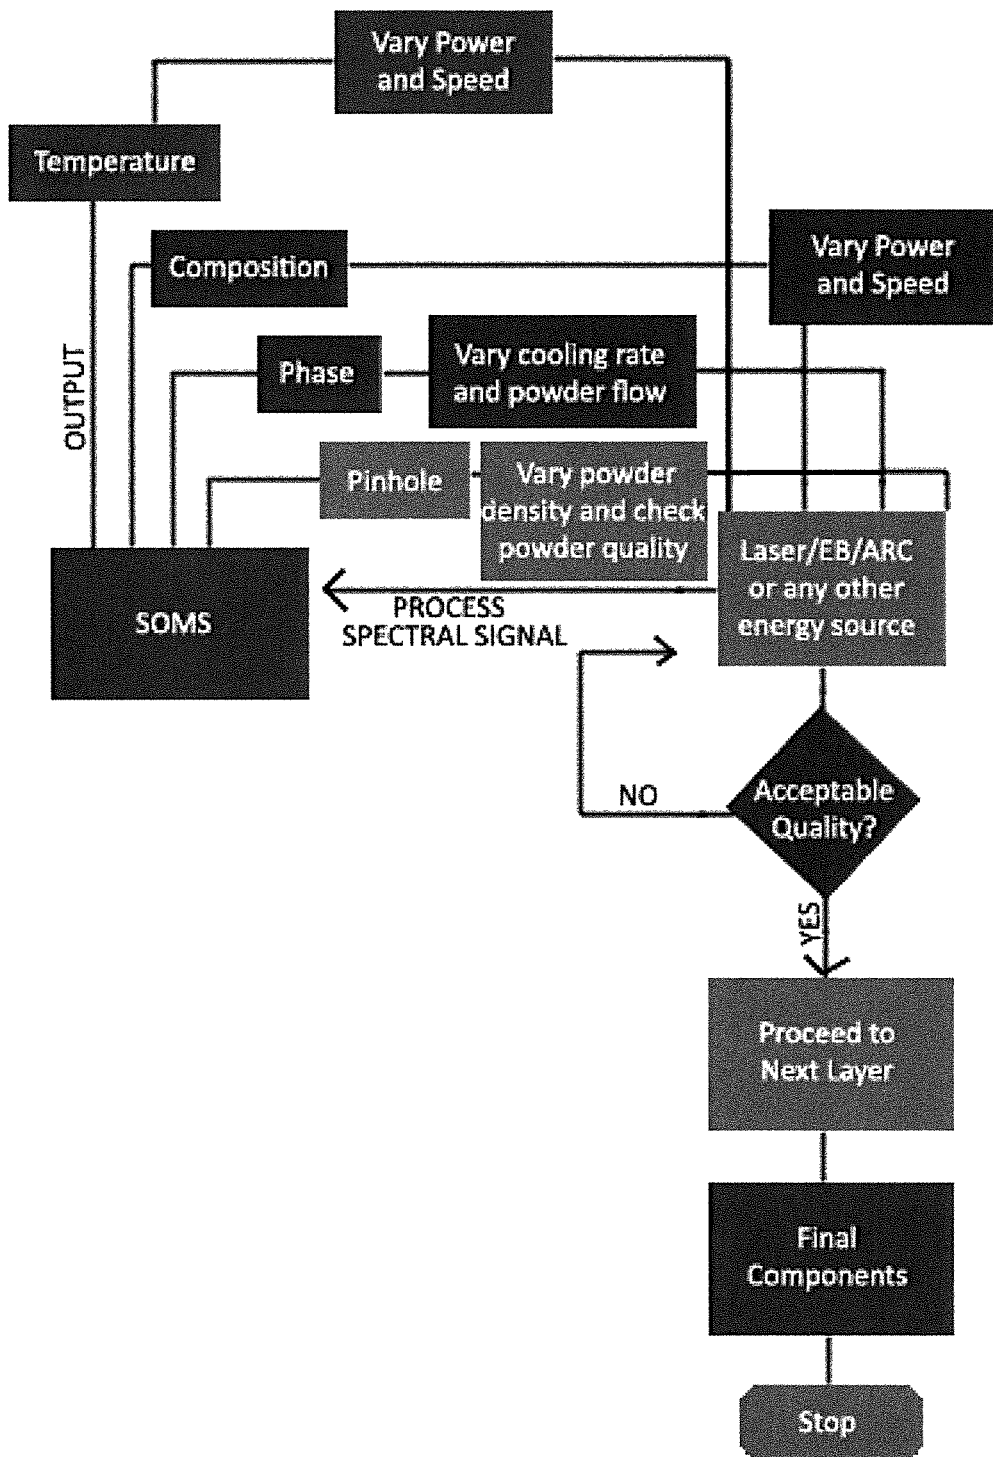 Vary Power
and Speed
Temperature
Composition
Vary Power
and Speed
OUTPUT
Phase
Vary cooling rate
and powder flow
Pinhole
Vary powder
density and check
powder quality
SOMS
PROCESS
SPECTRAL SIGNAL
Laser/EB/ARC
or any other
energy source
NO
Acceptable
Quality?
YES
Proceed to
Next Layer
Final
Components
Stop